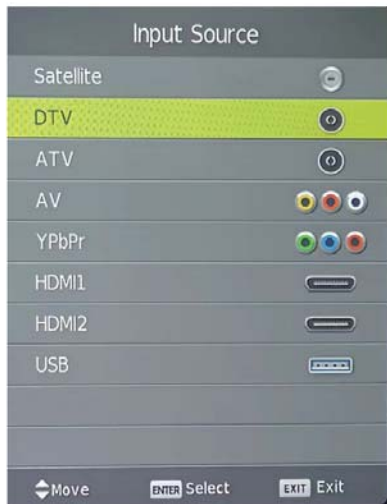 Input Source
Satellite
DTV
ATV
AV
YPbPr
HDMI1
HDMI2
USB
Move ENTER Select EXIT Exit